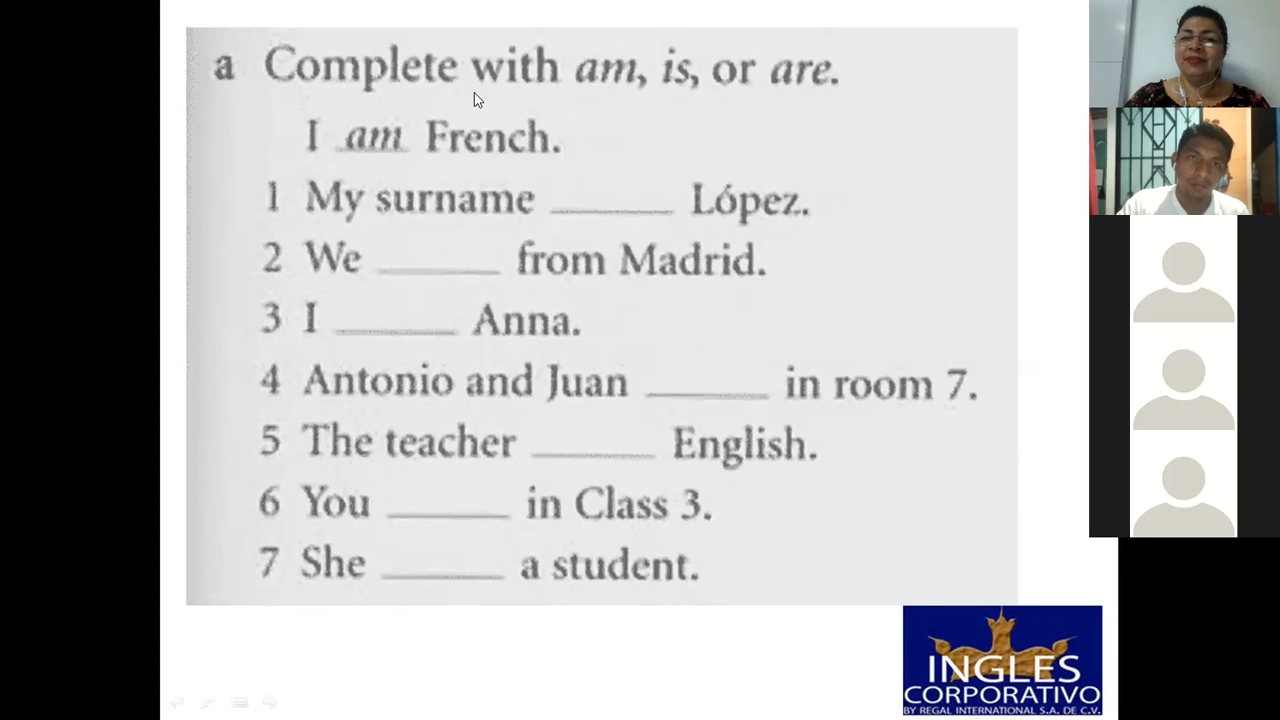 a Complete with am, is, or are.
I am French.
1 My surname ______ López.
2 We ______ from Madrid.
3 I ______ Anna.
4 Antonio and Juan ______ in room 7.
5 The teacher ______ English.
6 You ______ in Class 3.
7 She ______ a student.
INGLES
CORPORATIVO
BY REGAL INTERNATIONAL S.A. DE C.V.